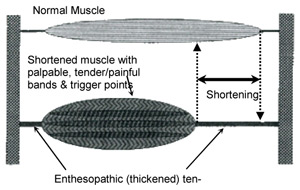 Normal Muscle
Shortened muscle with
palpable, tender/painful
bands & trigger points
Shortening
Enthesopathic (thickened) ten-